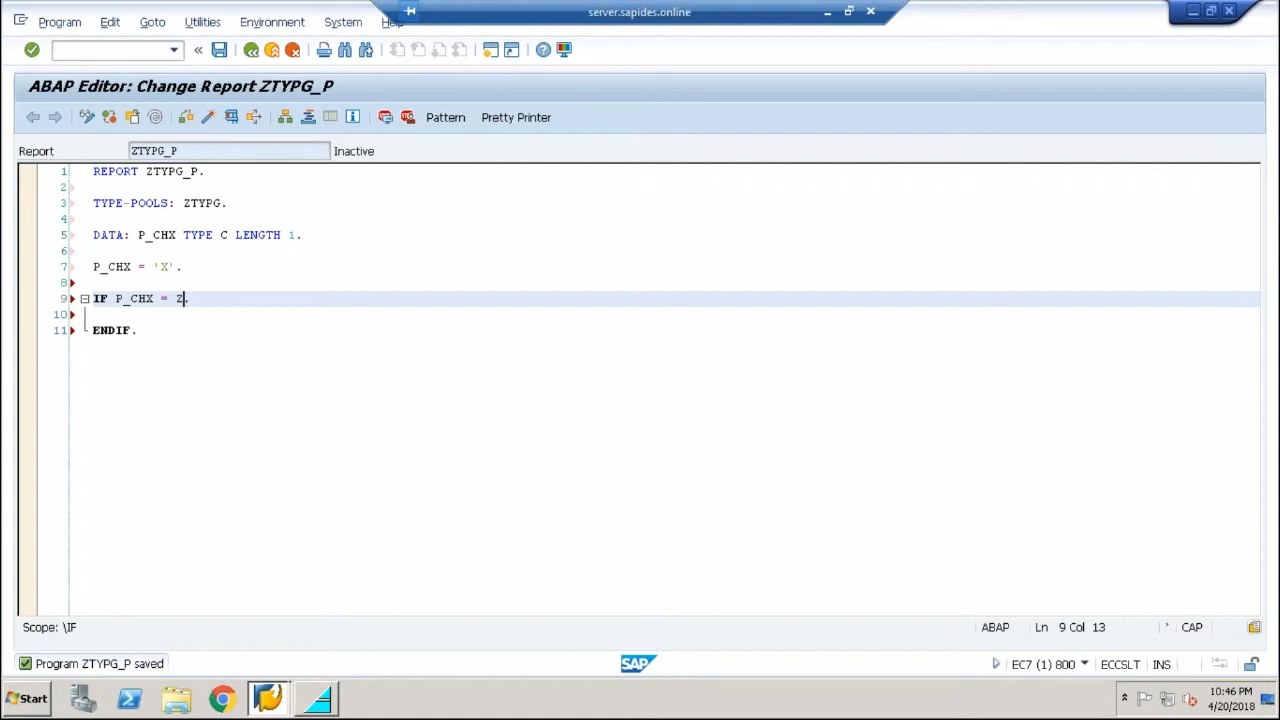 server.sapides.online
Program Edit Goto Utilities Environment System
ABAP Editor: Change Report ZTYPG_P
Pattern Pretty Printer
Report ZTYPG_P Inactive
1 REPORT ZTYPG_P.
2
3 TYPE-POOLS: ZTYPG.
4
5 DATA: P_CHX TYPE C LENGTH 1.
6
7 P_CHX = 'X'.
8
9 IF P_CHX = Z.
10
11 ENDIF.
Scope: \IF ABAP Ln 9 Col 13 CAP
Program ZTYPG_P saved SAP EC7 (1) 800 ECCSLT INS
Start 10:46 PM
4/20/2018